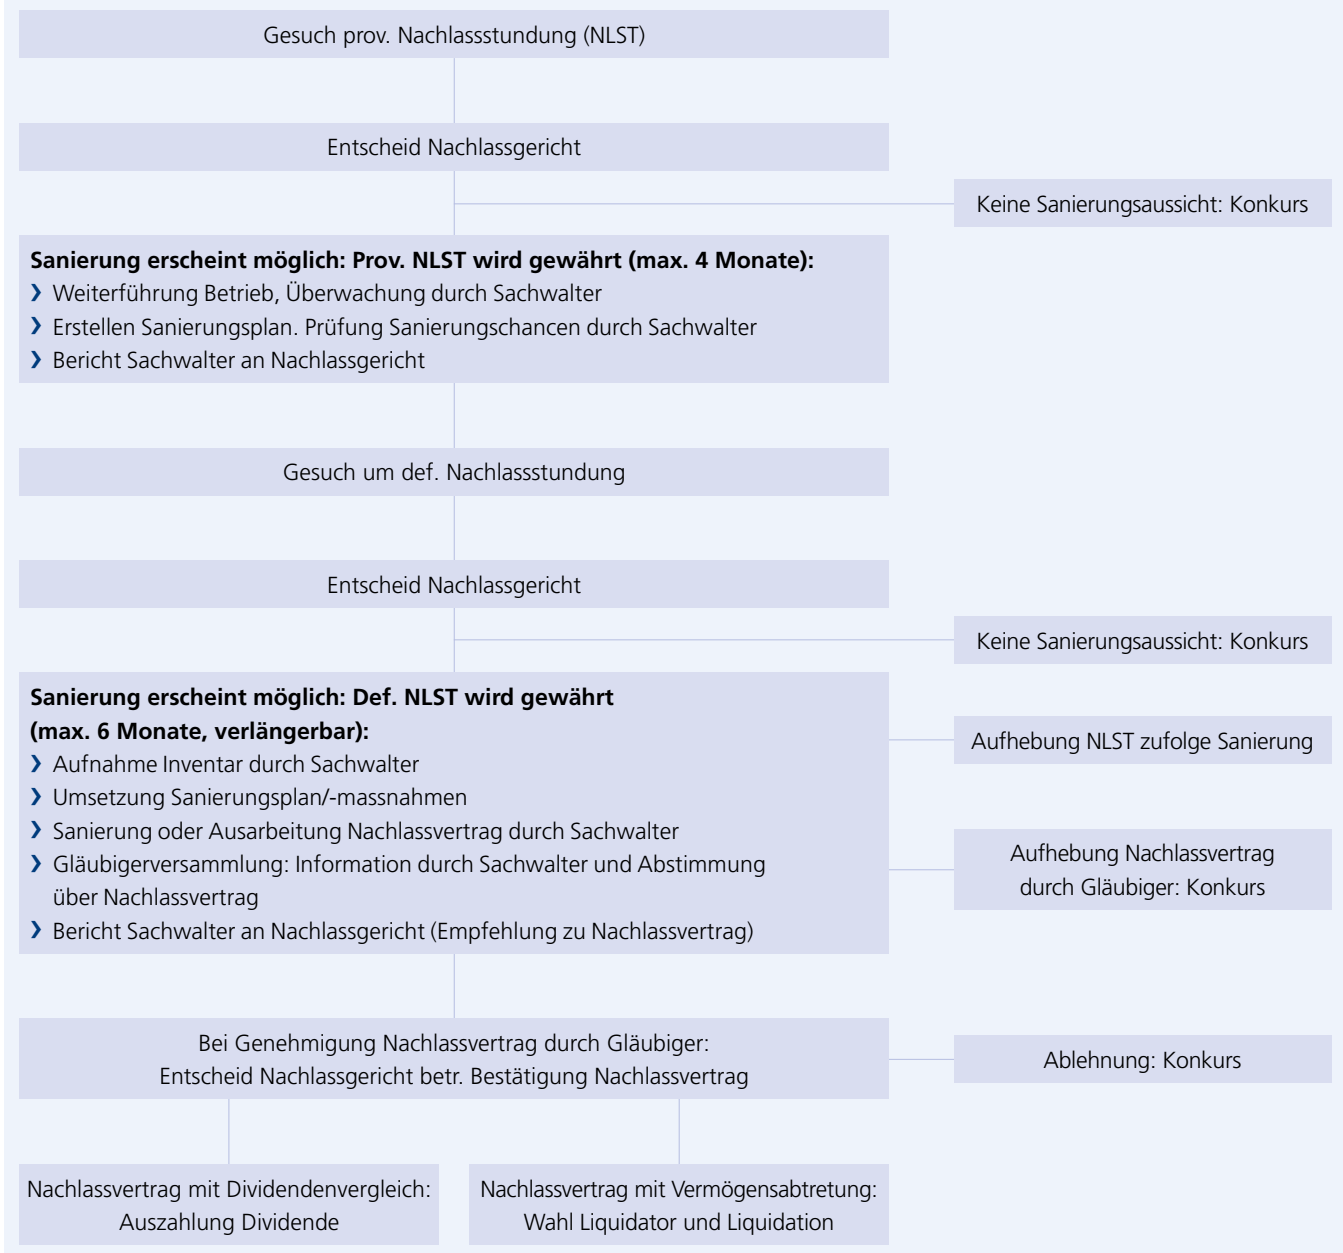 Gesuch prov. Nachlassstundung (NLST)
Entscheid Nachlassgericht
Keine Sanierungsaussicht: Konkurs
Sanierung erscheint möglich: Prov. NLST wird gewährt (max. 4 Monate):
❯ Weiterführung Betrieb, Überwachung durch Sachwalter
❯ Erstellen Sanierungsplan. Prüfung Sanierungschancen durch Sachwalter
❯ Bericht Sachwalter an Nachlassgericht
Gesuch um def. Nachlassstundung
Entscheid Nachlassgericht
Keine Sanierungsaussicht: Konkurs
Sanierung erscheint möglich: Def. NLST wird gewährt
(max. 6 Monate, verlängerbar):
❯ Aufnahme Inventar durch Sachwalter
❯ Umsetzung Sanierungsplan/-massnahmen
❯ Sanierung oder Ausarbeitung Nachlassvertrag durch Sachwalter
❯ Gläubigerversammlung: Information durch Sachwalter und Abstimmung
über Nachlassvertrag
❯ Bericht Sachwalter an Nachlassgericht (Empfehlung zu Nachlassvertrag)
Aufhebung NLST zufolge Sanierung
Aufhebung Nachlassvertrag
durch Gläubiger: Konkurs
Bei Genehmigung Nachlassvertrag durch Gläubiger:
Entscheid Nachlassgericht betr. Bestätigung Nachlassvertrag
Ablehnung: Konkurs
Nachlassvertrag mit Dividendenvergleich:
Auszahlung Dividende
Nachlassvertrag mit Vermögensabtretung:
Wahl Liquidator und Liquidation